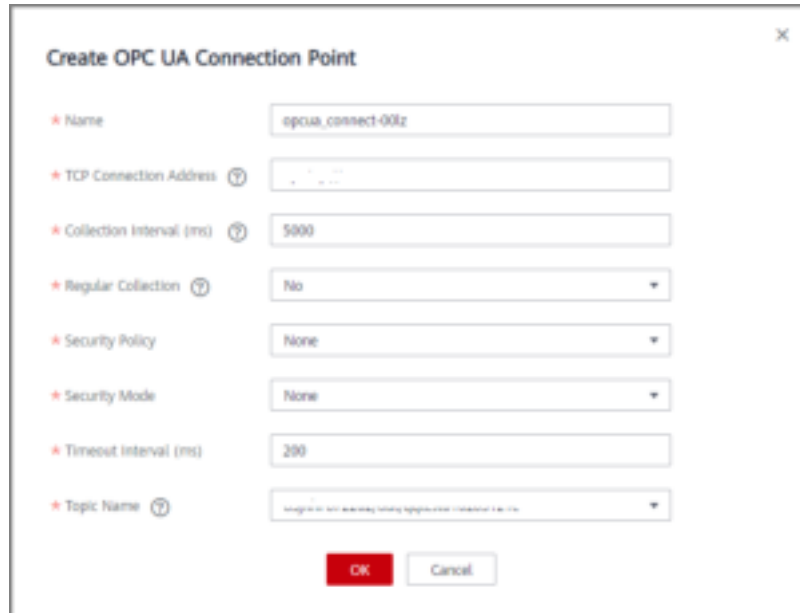 Create OPC UA Connection Point
* Name opcua_connect-00lz
* TCP Connection Address ?
* Collection Interval (ms) ? 5000
* Regular Collection ? No
* Security Policy None
* Security Mode None
* Timeout Interval (ms) 200
* Topic Name ?
OK Cancel